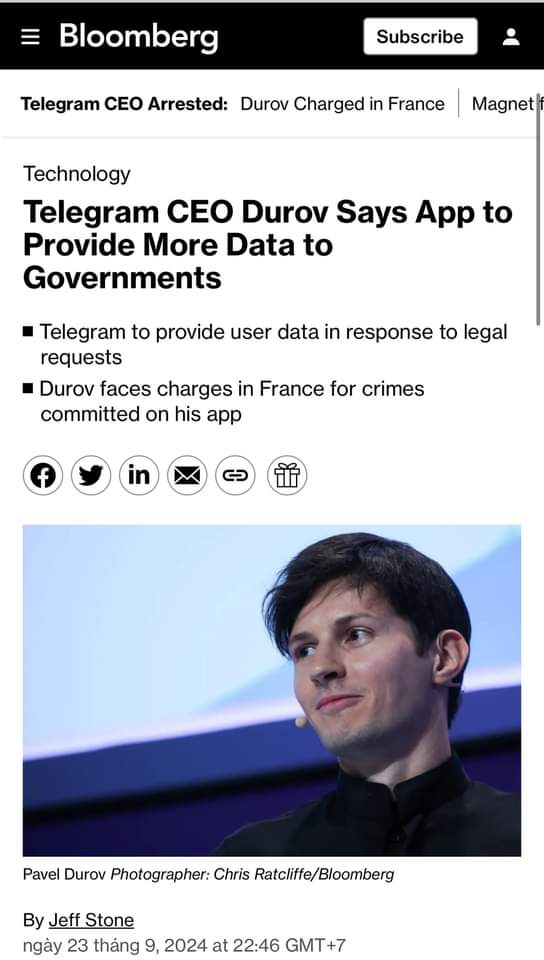 Bloomberg
Subscribe
Telegram CEO Arrested: Durov Charged in France
Magnet f
Technology
Telegram CEO Durov Says App to
Provide More Data to
Governments
Telegram to provide user data in response to legal
requests
Durov faces charges in France for crimes
committed on his app
in
Pavel Durov Photographer: Chris Ratcliffe/Bloomberg
By Jeff Stone
ngày 23 tháng 9, 2024 at 22:46 GMT+7